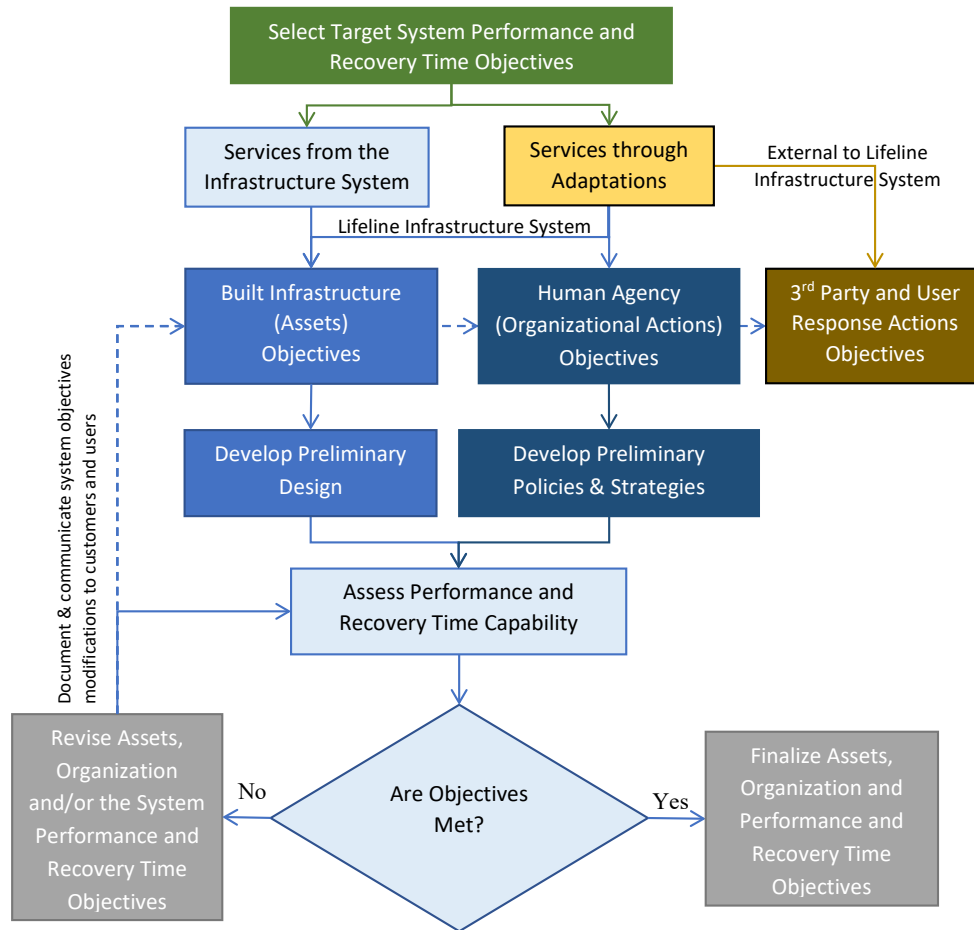 Select Target System Performance and
Recovery Time Objectives
Services from the
Infrastructure System
Services through
Adaptations
External to Lifeline
Infrastructure System
Lifeline Infrastructure System
Built Infrastructure
(Assets)
Objectives
Human Agency
(Organizational Actions)
Objectives
3rd Party and User
Response Actions
Objectives
Develop Preliminary
Design
Develop Preliminary
Policies & Strategies
Document & communicate system objectives
modifications to customers and users
Assess Performance and
Recovery Time Capability
Revise Assets,
Organization
and/or the System
Performance and
Recovery Time
Objectives
No
Are Objectives
Met?
Yes
Finalize Assets,
Organization and
Performance and
Recovery Time
Objectives